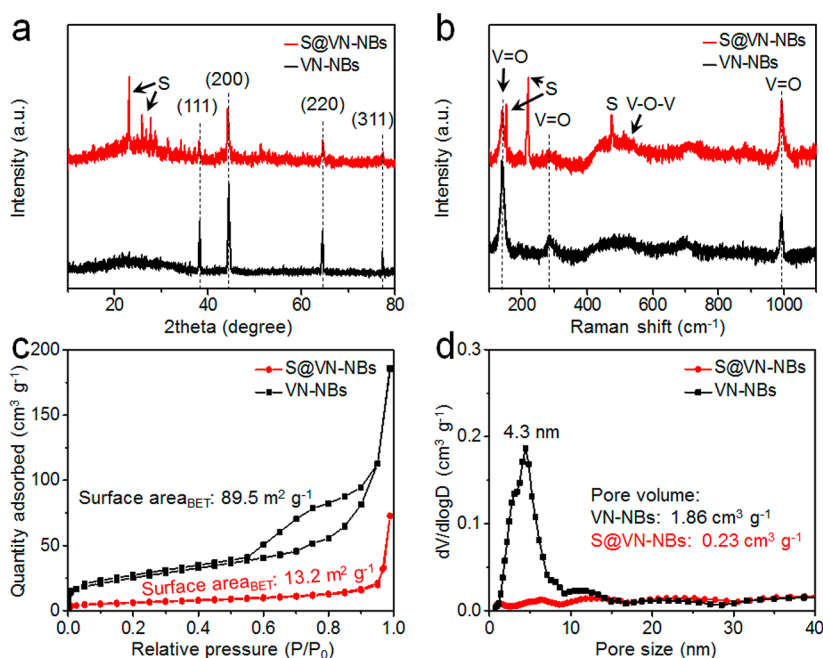 a
S@VN-NBs
VN-NBs
S
(111)
(200)
(220)
(311)
Intensity (a.u.)
20
40
60
80
2theta (degree)
b
S@VN-NBs
VN-NBs
V=O
S
V=O
S
V-O-V
V=O
Intensity (a.u.)
200
400
600
800
1000
Raman shift (cm⁻¹)
c
200
150
100
50
0
S@VN-NBs
VN-NBs
Surface area_BET: 89.5 m² g⁻¹
Surface area_BET: 13.2 m² g⁻¹
Quantity adsorbed (cm³ g⁻¹)
0.0
0.2
0.4
0.6
0.8
1.0
Relative pressure (P/P₀)
d
0.3
0.2
0.1
0.0
S@VN-NBs
VN-NBs
4.3 nm
Pore volume:
VN-NBs: 1.86 cm³ g⁻¹
S@VN-NBs: 0.23 cm³ g⁻¹
dV/dlogD (cm³ g⁻¹)
0
10
20
30
40
Pore size (nm)